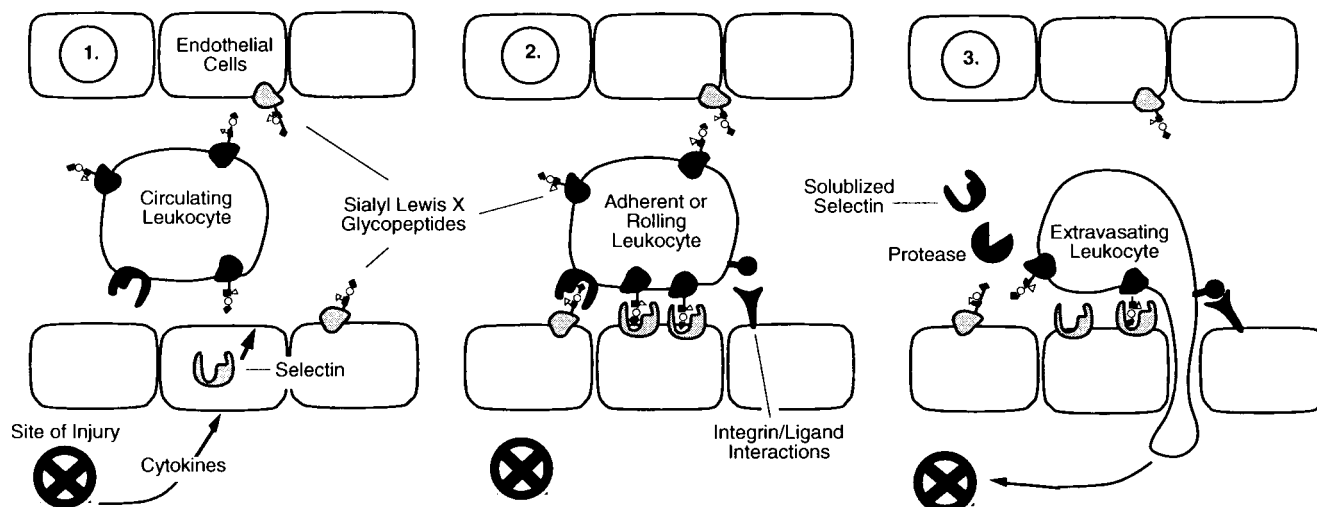 1.
Endothelial
Cells
Circulating
Leukocyte
Sialyl Lewis X
Glycopeptides
Selectin
Site of Injury
Cytokines
2.
Adherent or
Rolling
Leukocyte
Integrin/Ligand
Interactions
3.
Solublized
Selectin
Protease
Extravasating
Leukocyte